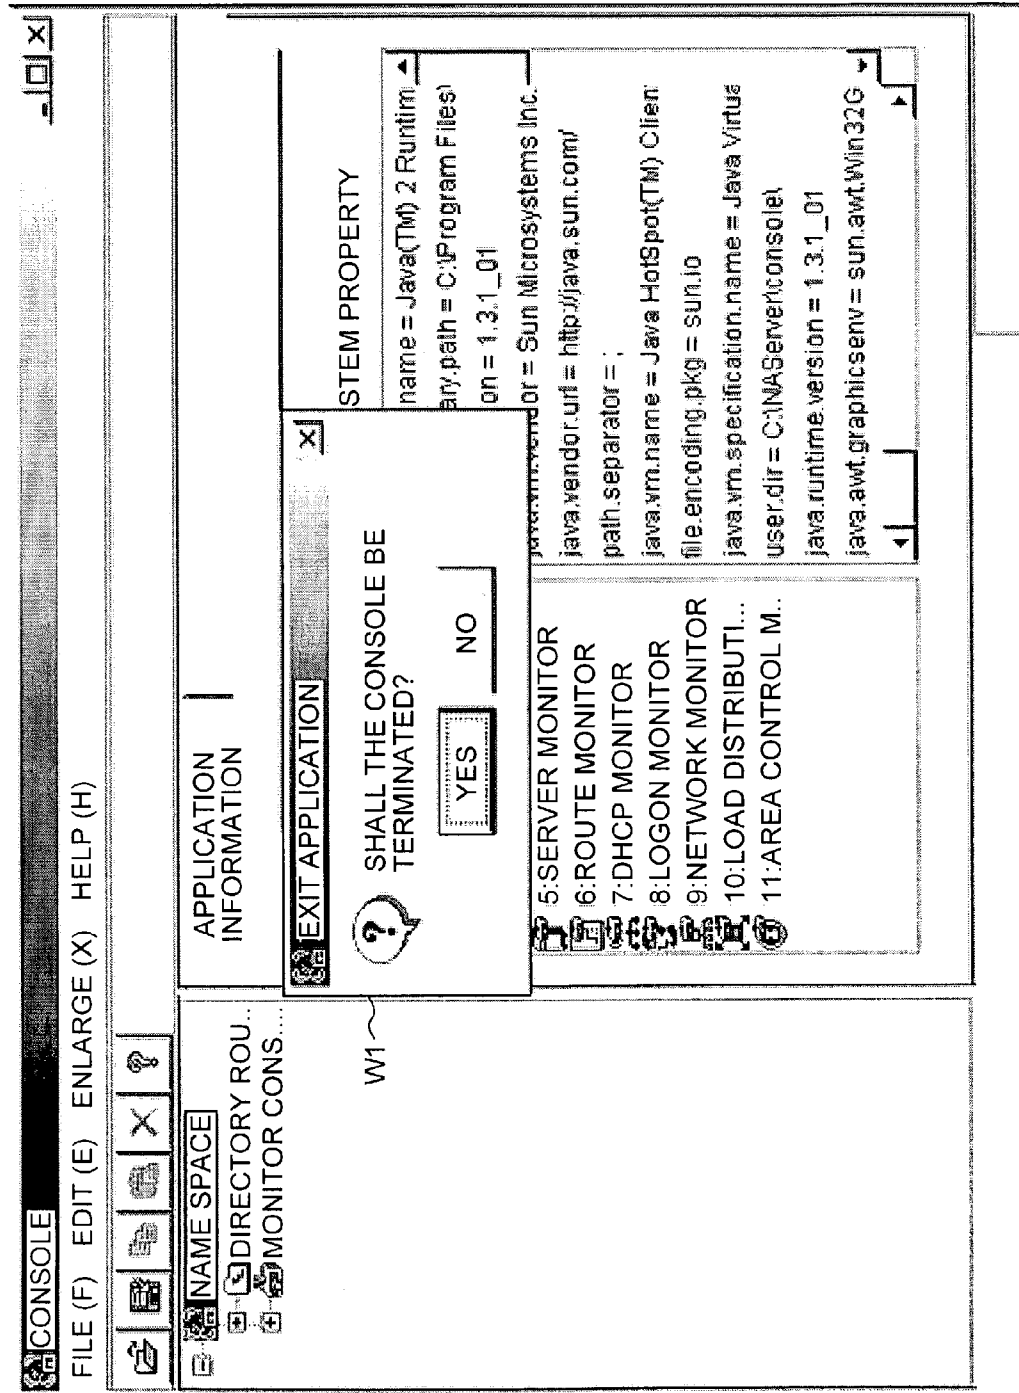 CONSOLE
FILE (F) EDIT (E) ENLARGE (X) HELP (H)
NAME SPACE
DIRECTORY ROU..
MONITOR CONS....
APPLICATION
INFORMATION
EXIT APPLICATION
SHALL THE CONSOLE BE
TERMINATED?
YES
NO
W1
5:SERVER MONITOR
6:ROUTE MONITOR
7:DHCP MONITOR
8:LOGON MONITOR
9:NETWORK MONITOR
10:LOAD DISTRIBUTI...
11:AREA CONTROL M..
STEM PROPERTY
name = Java(TM) 2 Runtim
ary.path = C:\Program Files\
on = 1.3.1_01
java.vm.vendor = Sun Microsystems Inc.
java.vendor.url = http://java.sun.com/
path.separator = ;
java.vm.name = Java HotSpot(TM) Clien
file.encoding.pkg = sun.io
java.vm.specification.name = Java Virtua
user.dir = C:\NAServer\console\
java.runtime.version = 1.3.1_01
java.awt.graphicsenv = sun.awt.Win32G